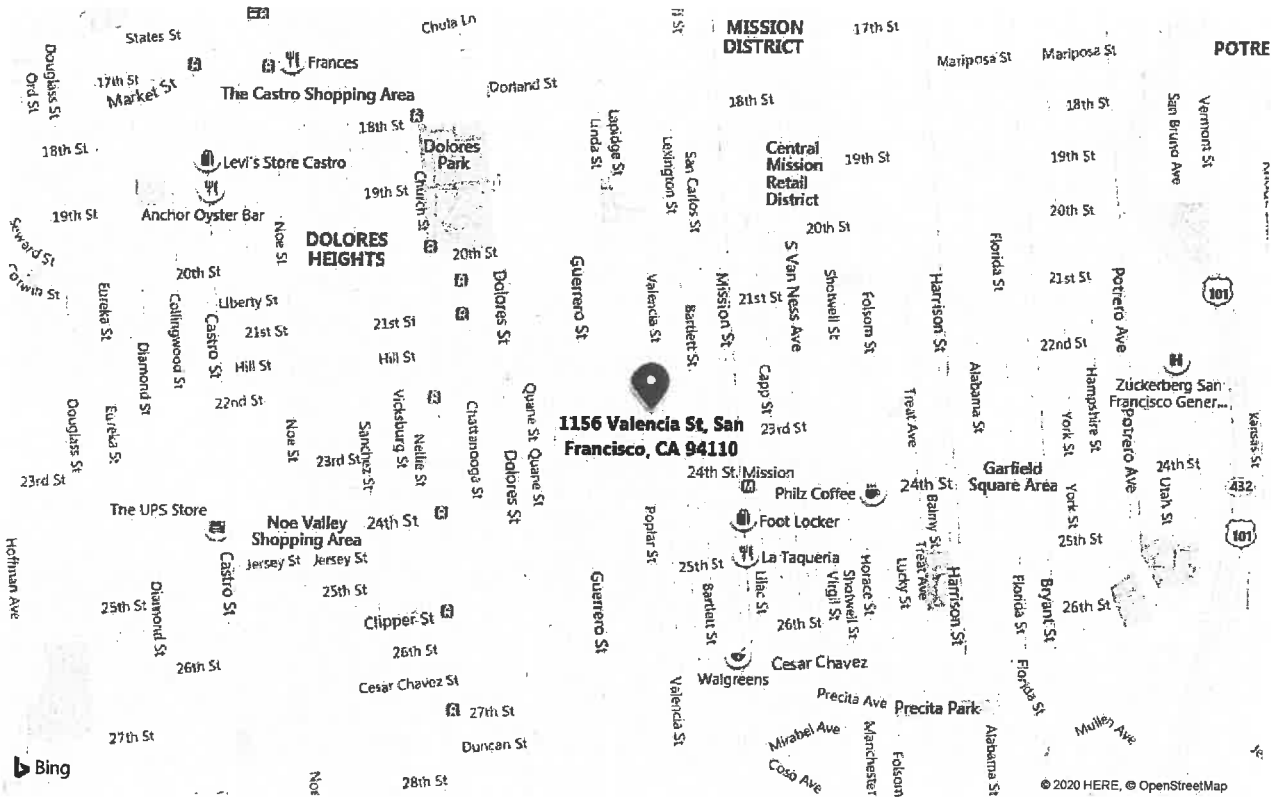 States St
Chula Ln
MISSION
DISTRICT
17th St
Mariposa St
Mariposa St
POTRE
Douglass St
Ord St
17th St
Market St
Frances
The Castro Shopping Area
Dorland St
18th St
18th St
18th St
San Bruno Ave
Vermont St
18th St
Levi's Store Castro
Dolores
Park
Linda St
Lapidge St
Lexington St
San Carlos St
Central
Mission
Retail
District
19th St
19th St
19th St
Church St
Anchor Oyster Bar
19th St
20th St
Seward St
Corwin St
Noe St
DOLORES
HEIGHTS
20th St
20th St
Florida St
20th St
Liberty St
21st St
Eureka St
Collingwood St
Castro St
Dolores St
Guerrero St
Valencia St
Bartlett St
Mission St
21st St
S Van Ness Ave
Shotwell St
Folsom St
Harrison St
21st St
Potrero Ave
101
21st St
Hill St
Hill St
Diamond St
22nd St
22nd St
Zuckerberg San
Francisco Gener...
Douglass St
Eureka St
Noe St
Sanchez St
Vicksburg St
Nellie St
Chattanooga St
Quane St
Quane St
Dolores St
1156 Valencia St, San
Francisco, CA 94110
Capp St
23rd St
Treat Ave
Alabama St
York St
Hampshire St
Potrero Ave
Kansas St
23rd St
23rd St
24th St. Mission
Philz Coffee
24th St
Garfield
Square Area
24th St
Utah St
432
The UPS Store
Noe Valley
Shopping Area
24th St
Poplar St
Foot Locker
Balmy St
York St
25th St
101
Hoffman Ave
Castro St
Jersey St
Jersey St
25th St
La Taqueria
Treat Ave
25th St
Diamond St
25th St
Guerrero St
Bartlett St
Lilac St
Virgil St
Shotwell St
Horace St
Lucky St
Harrison St
Florida St
Bryant St
26th St
Clipper St
26th St
26th St
26th St
Cesar Chavez St
Walgreens
Cesar Chavez
Valencia St
Precita Ave
Precita Park
Florida St
27th St
27th St
Duncan St
Mirabel Ave
Manchester
Alabama St
Mullen Ave
Bing
Noe
28th St
Coso Ave
Folsom
© 2020 HERE, © OpenStreetMap